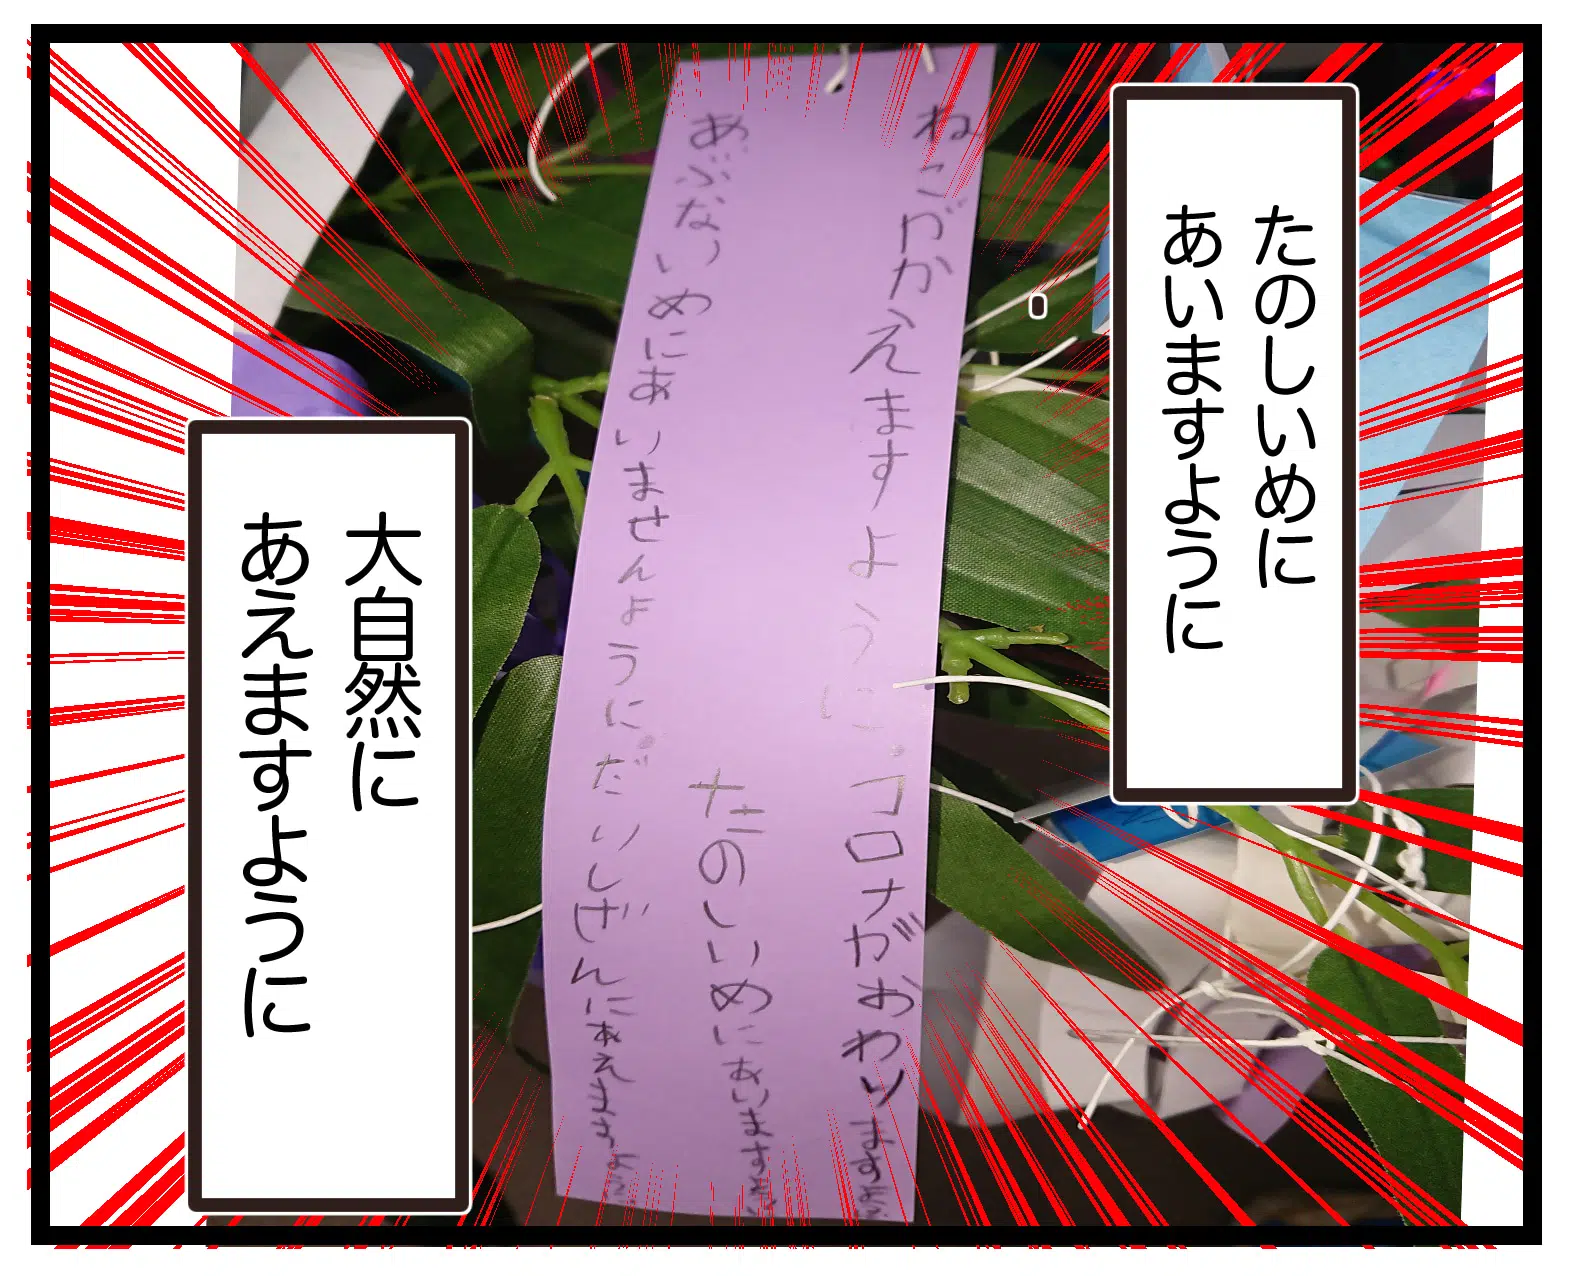 たのしいめに
あいますように
ねこがかえますように。コロナがおわりますように
たのしいめにあいますように
あぶないめにあいませんように。だいしぜんにあえますように
大自然に
あえますように